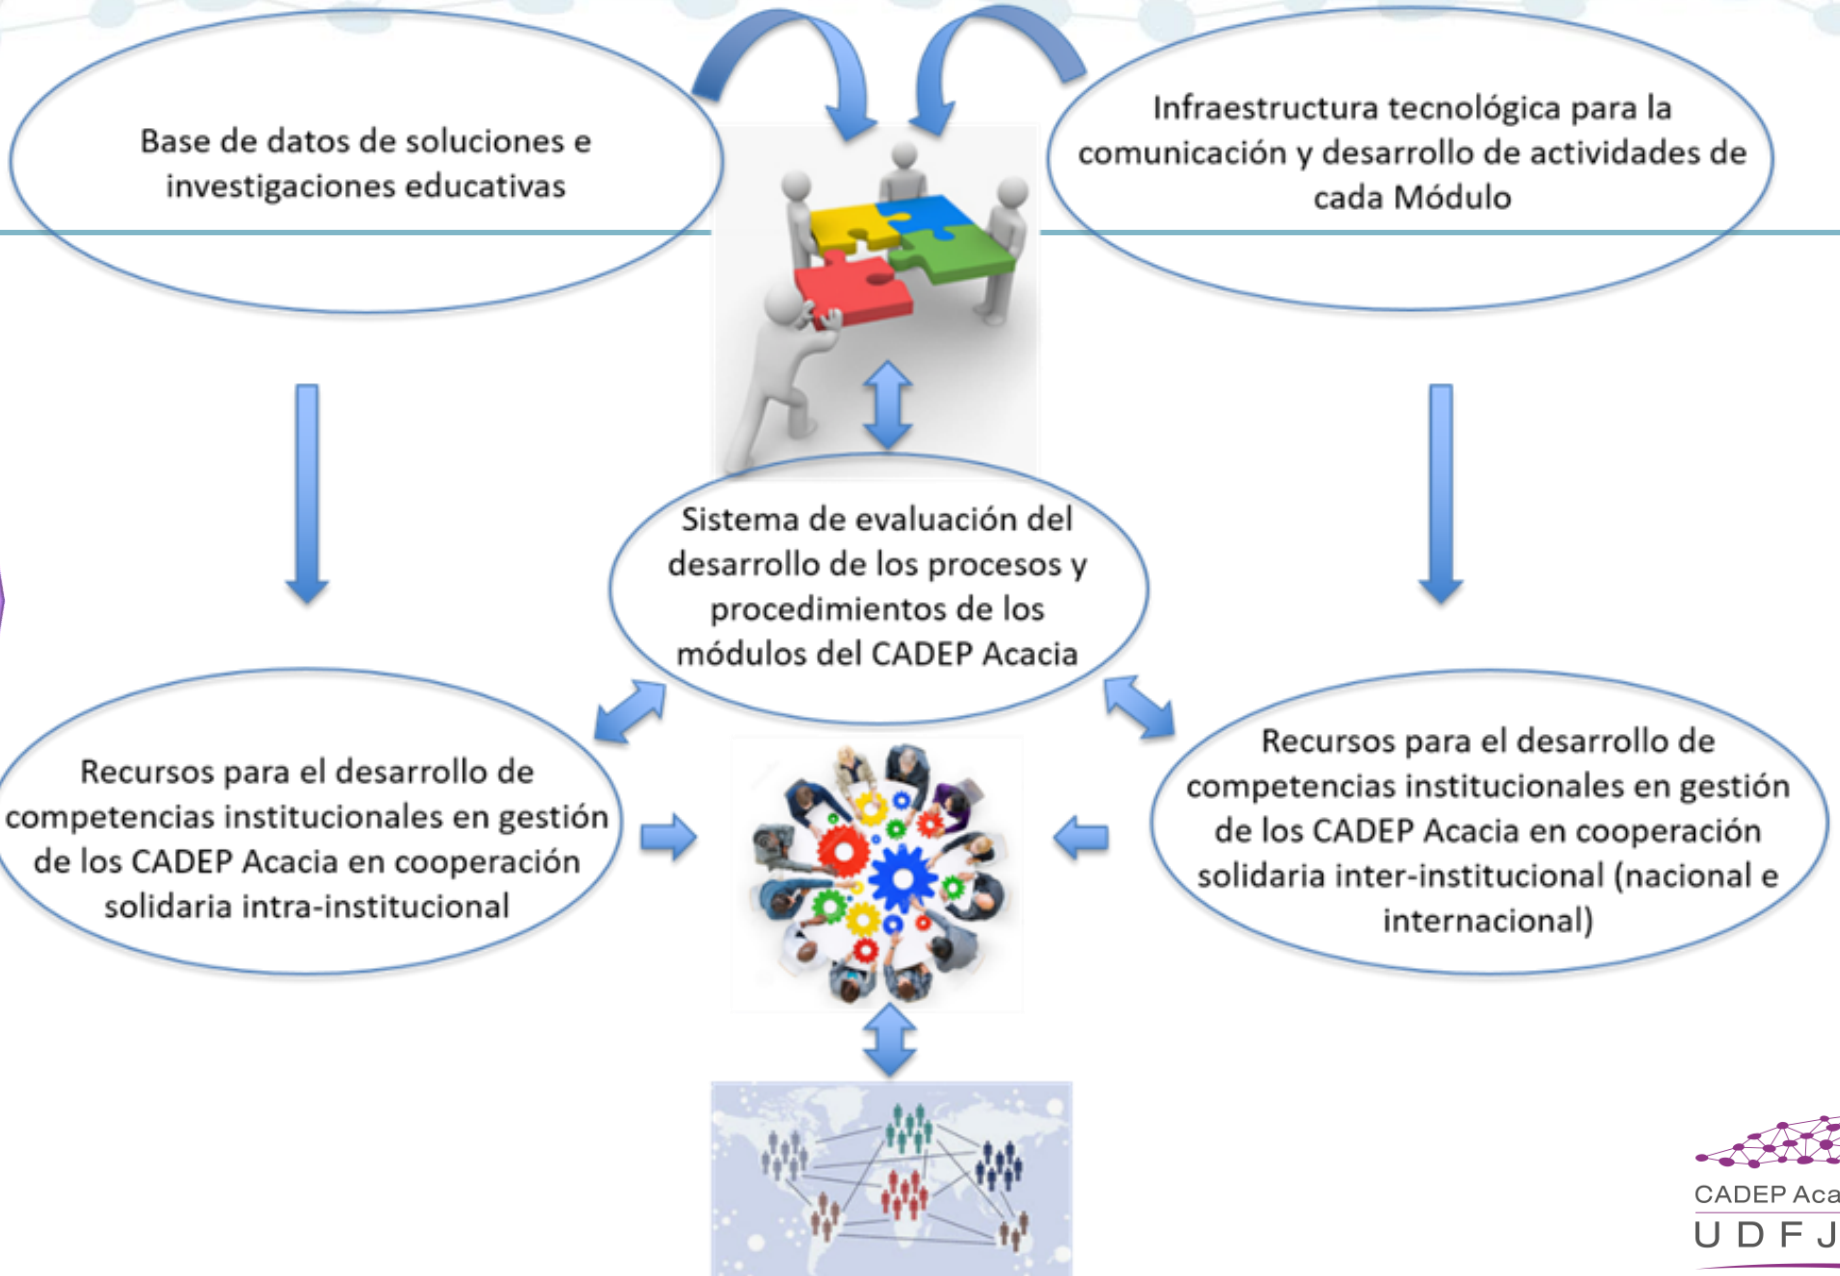 Base de datos de soluciones e
investigaciones educativas
Infraestructura tecnológica para la
comunicación y desarrollo de actividades de
cada Módulo
Sistema de evaluación del
desarrollo de los procesos y
procedimientos de los
módulos del CADEP Acacia
Recursos para el desarrollo de
competencias institucionales en gestión
de los CADEP Acacia en cooperación
solidaria intra-institucional
Recursos para el desarrollo de
competencias institucionales en gestión
de los CADEP Acacia en cooperación
solidaria inter-institucional (nacional e
internacional)
CADEP Aca
UDFJ